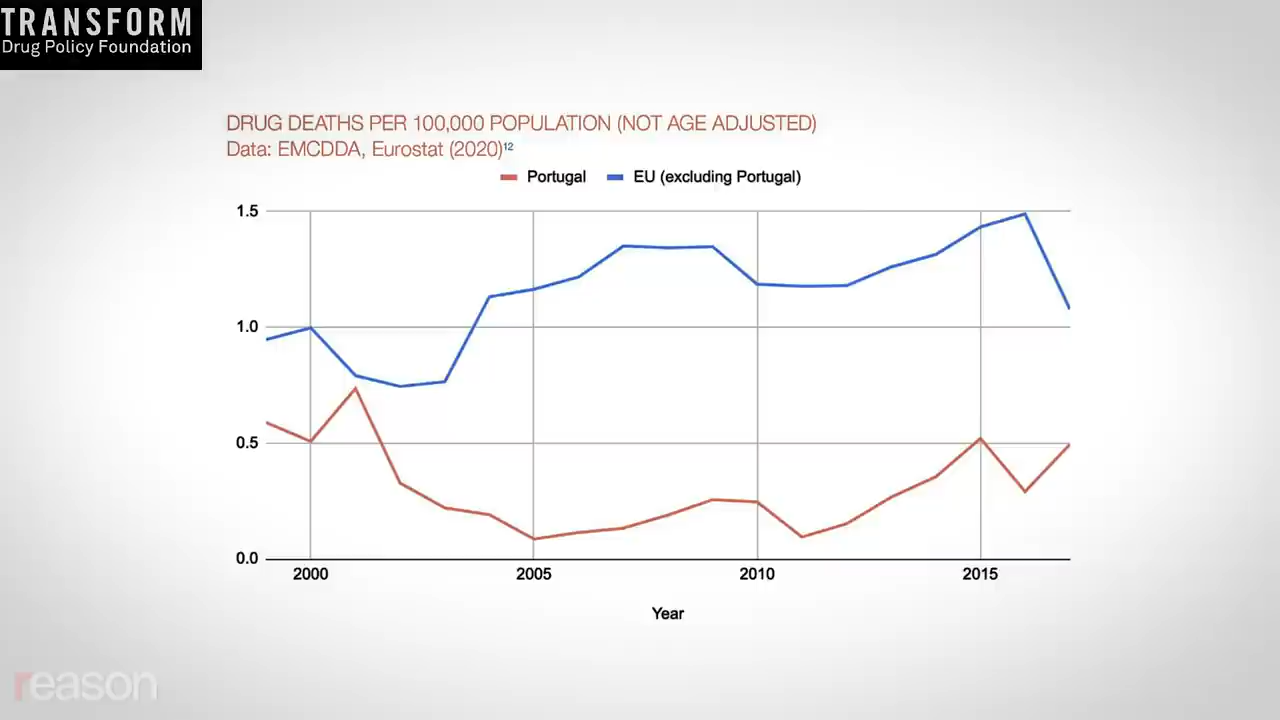 TRANSFORM
Drug Policy Foundation
DRUG DEATHS PER 100,000 POPULATION (NOT AGE ADJUSTED)
Data: EMCDDA, Eurostat (2020)¹²
Portugal EU (excluding Portugal)
1.5
1.0
0.5
0.0
2000 2005 2010 2015
Year
reason